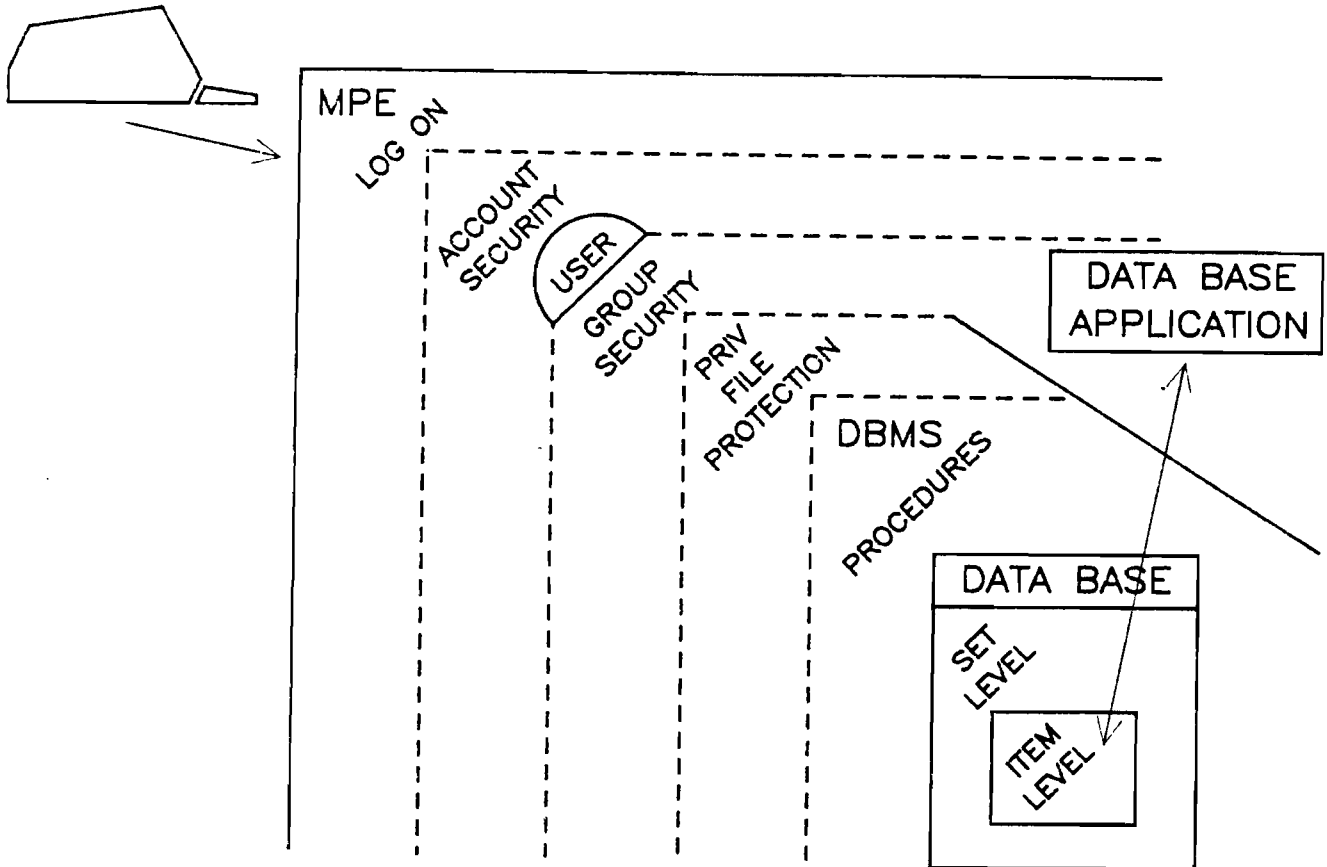 MPE
LOG ON
ACCOUNT
SECURITY
USER
GROUP
SECURITY
PRIV
FILE
PROTECTION
DBMS
PROCEDURES
DATA BASE
APPLICATION
DATA BASE
SET
LEVEL
ITEM
LEVEL